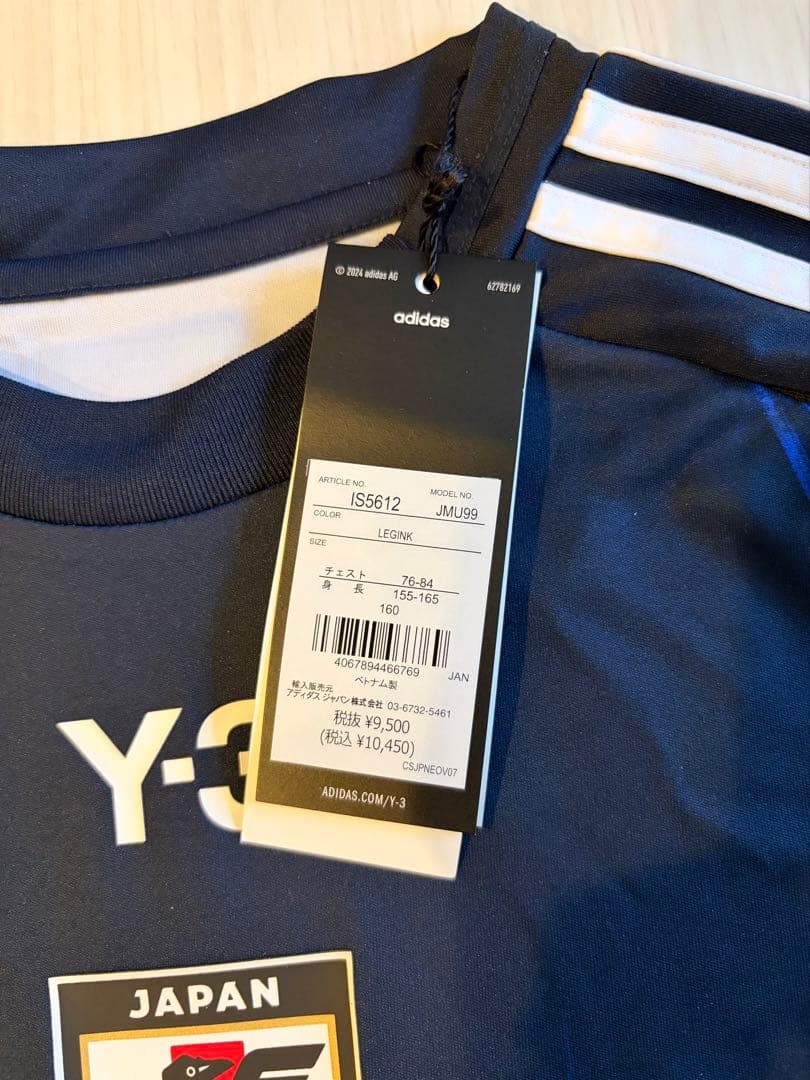 © 2024 adidas AG
62782169
adidas
ARTICLE NO.
IS5612
MODEL NO.
JMU99
COLOR
LEGINK
SIZE
チェスト 76-84
身 長 155-165
160
4067894466769 JAN
ベトナム製
輸入販売元
アディダス ジャパン株式会社 03-6732-5461
税抜 ¥9,500
(税込 ¥10,450)
CSJPNEOV07
ADIDAS.COM/Y-3
Y-3
JAPAN